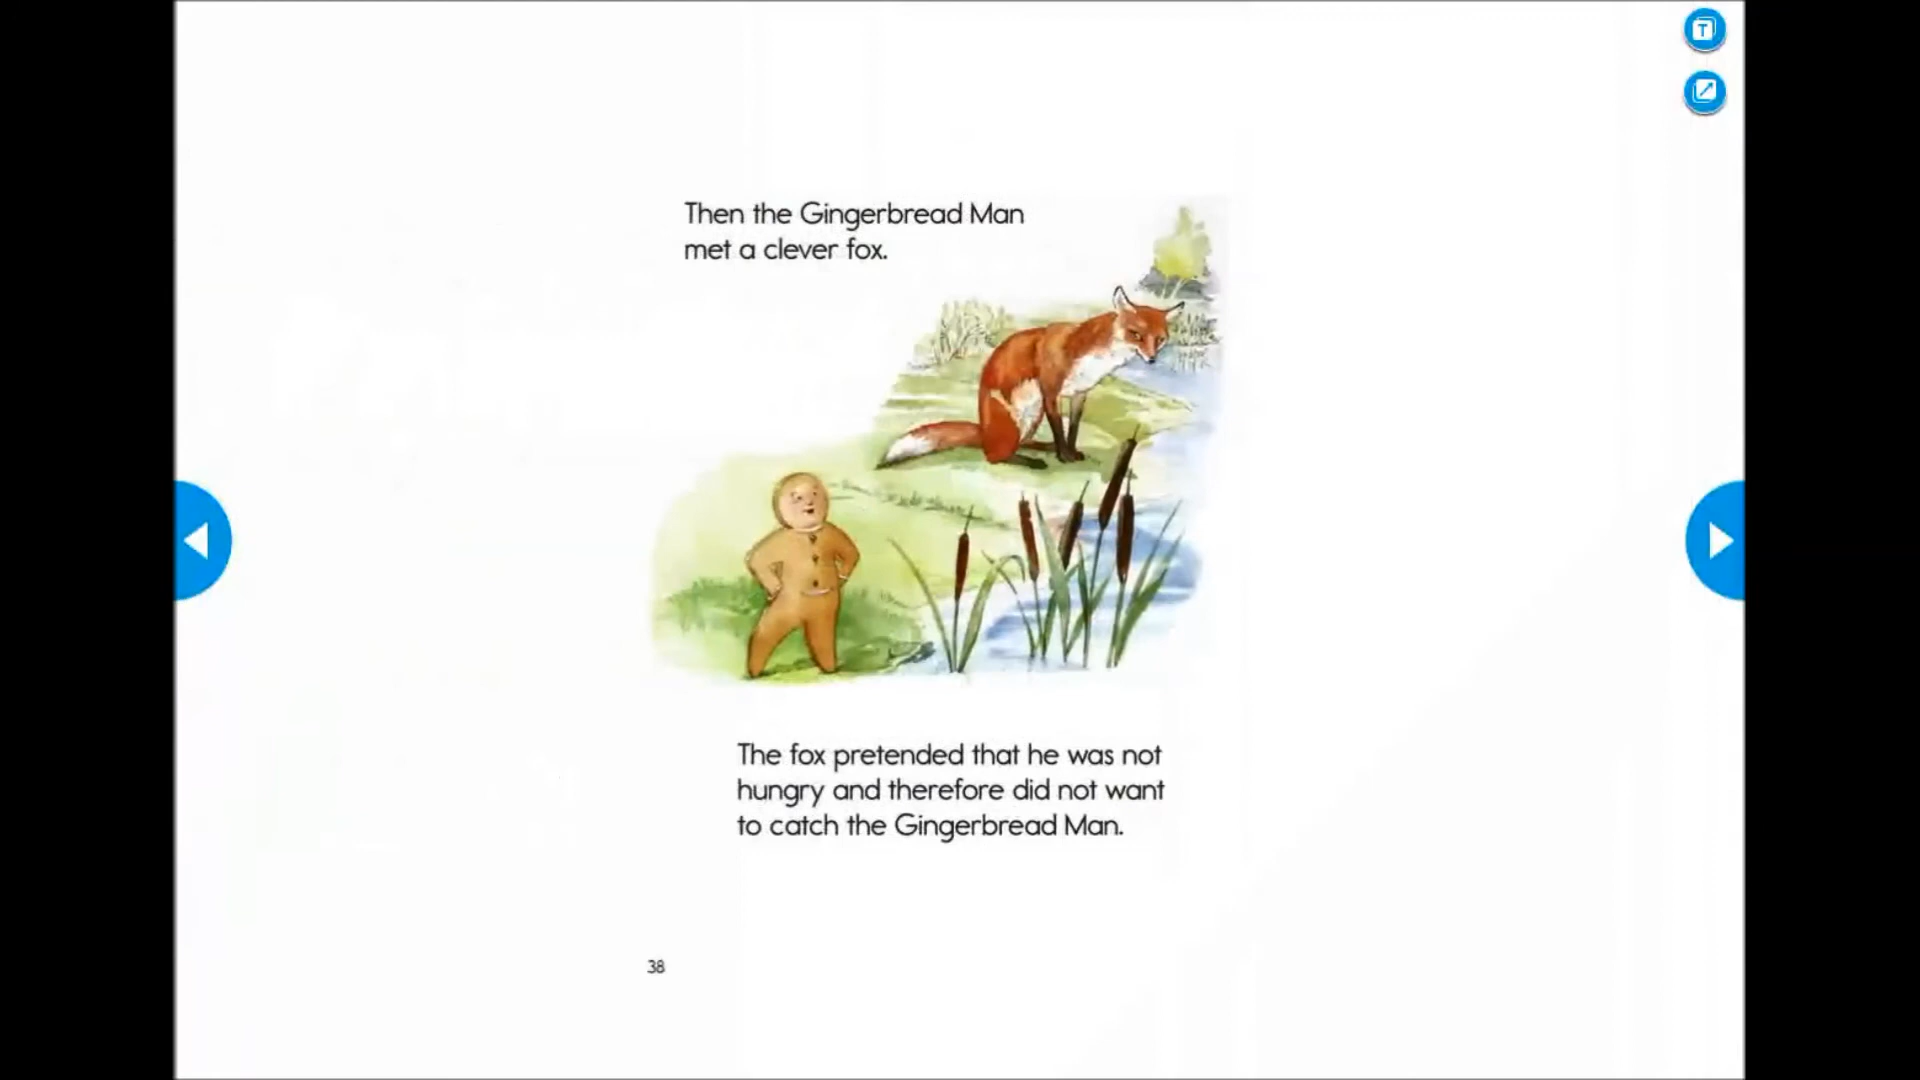 Then the Gingerbread Man
met a clever fox.
The fox pretended that he was not
hungry and therefore did not want
to catch the Gingerbread Man.
38
T